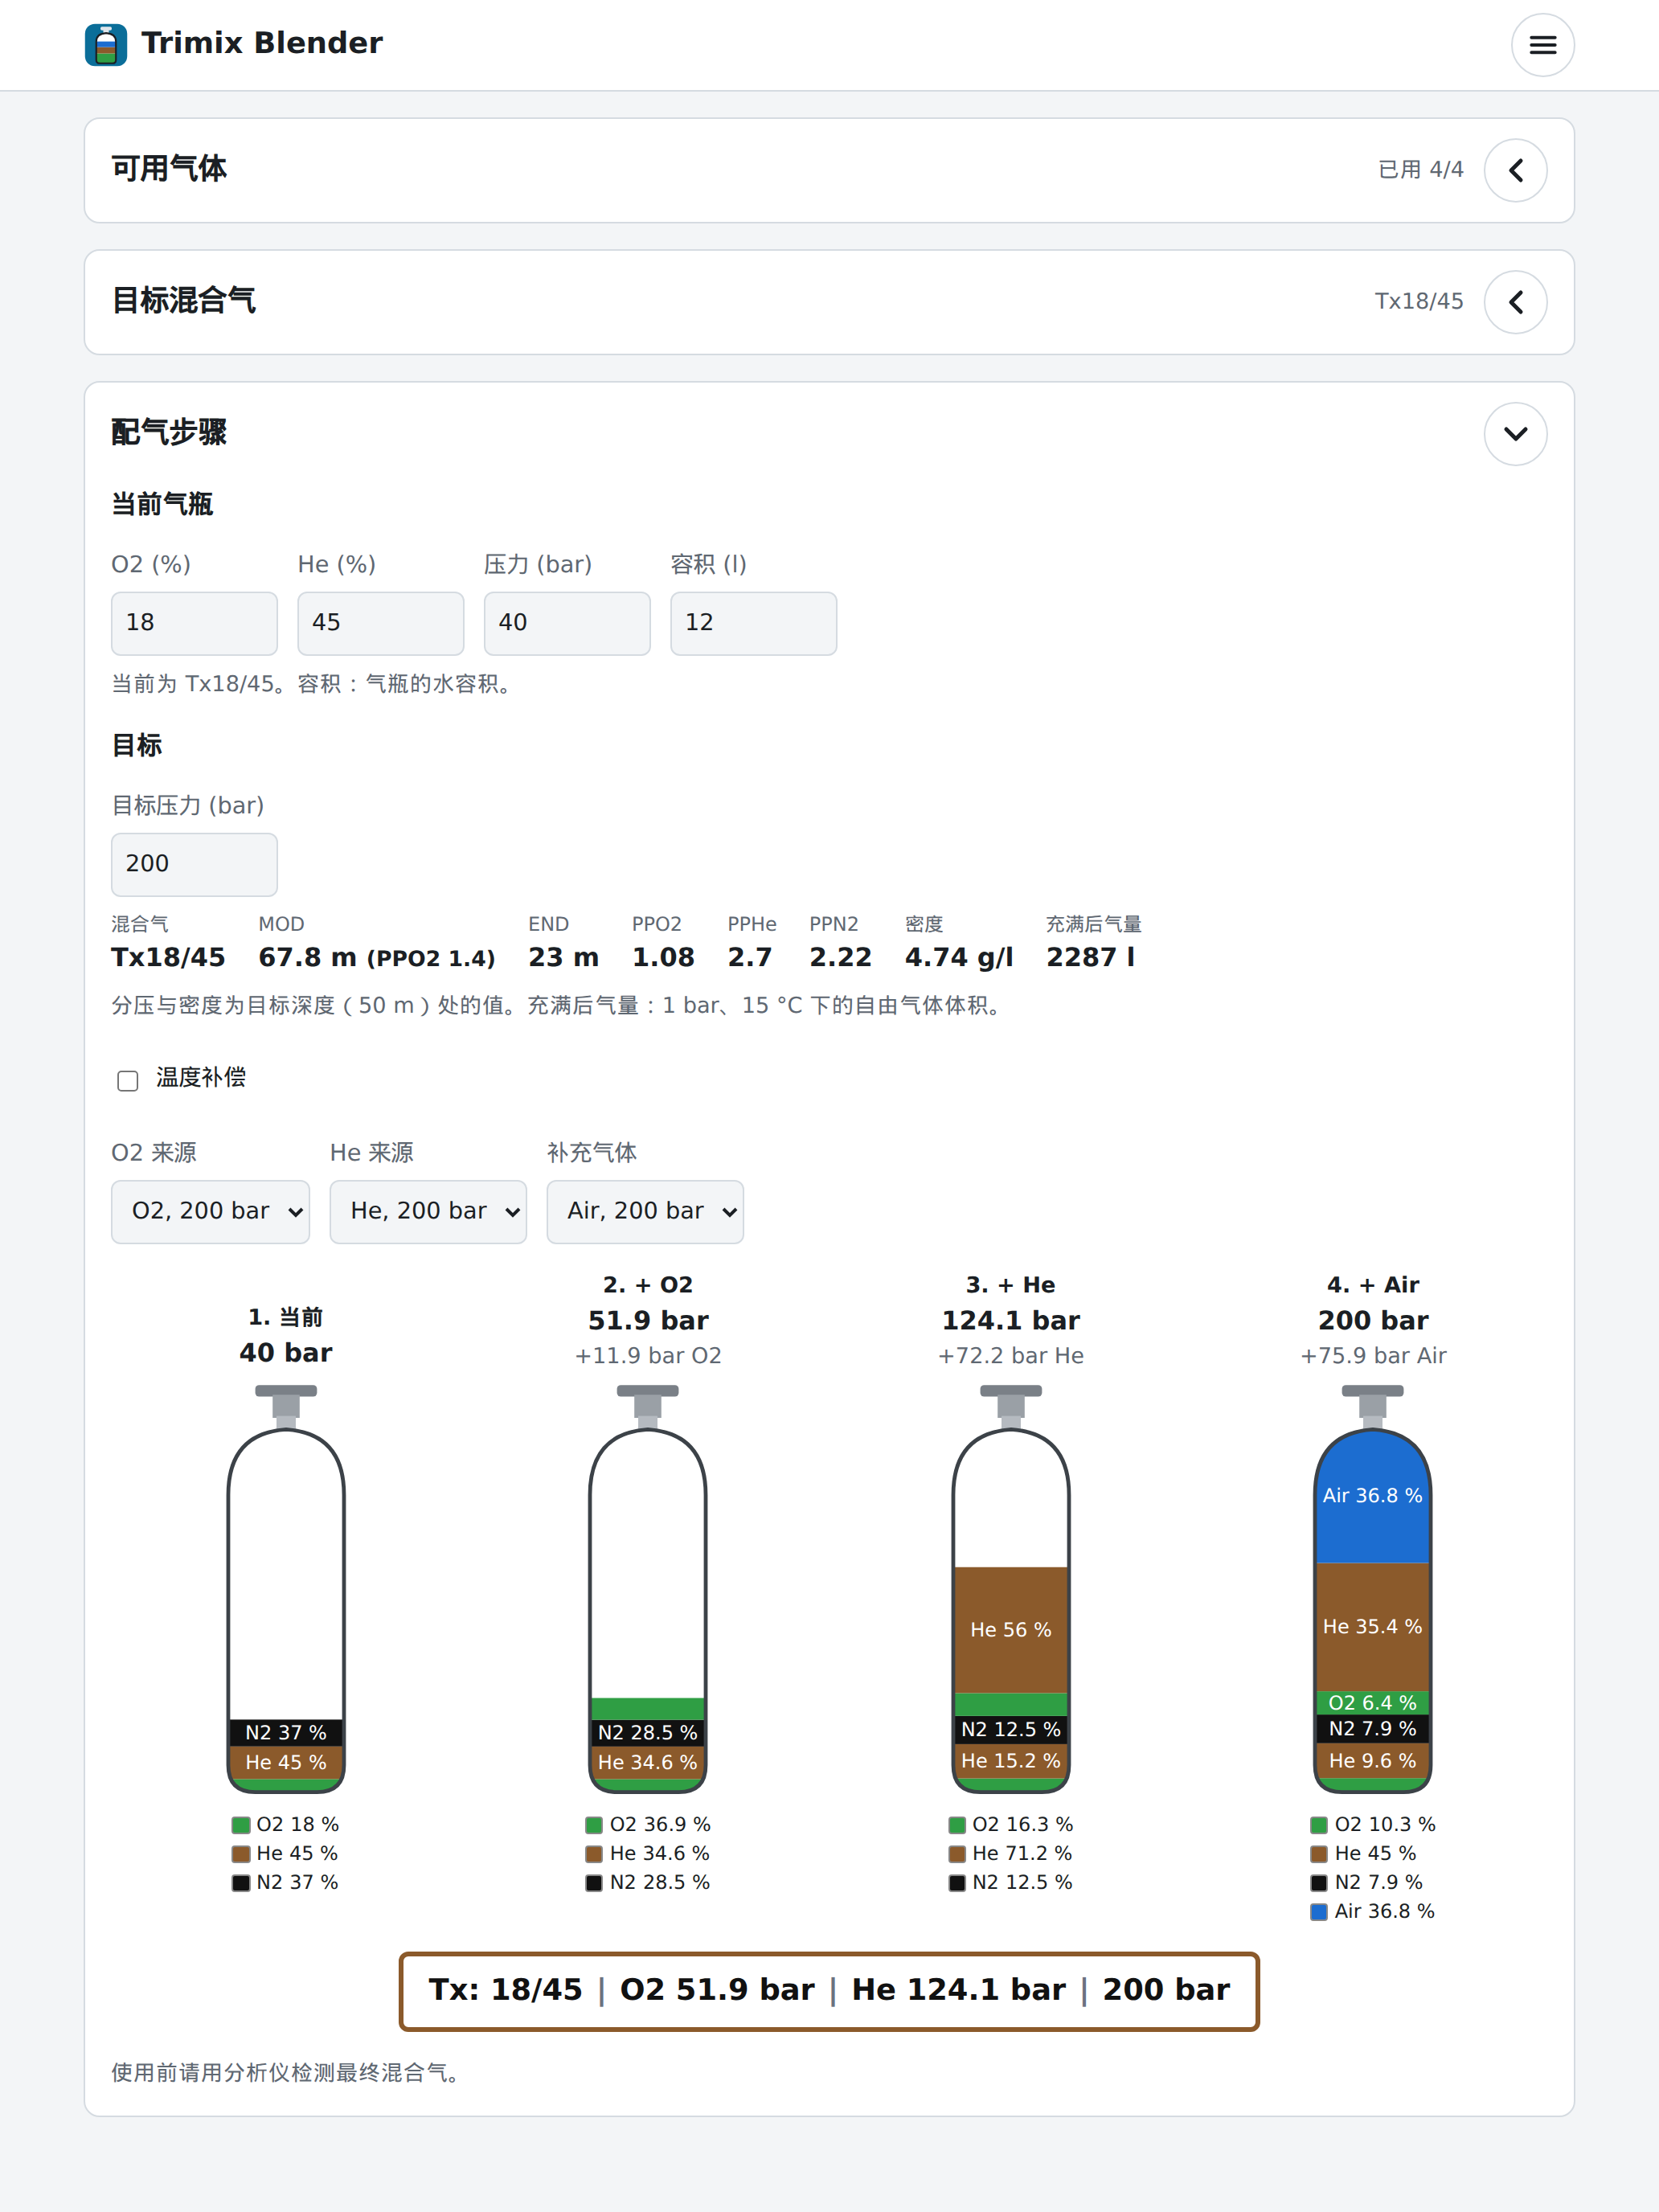 Trimix Blender
可用气体
已用 4/4
目标混合气
Tx18/45
配气步骤
当前气瓶
O2 (%) He (%) 压力 (bar) 容积 (l)
18 45 40 12
当前为 Tx18/45。容积：气瓶的水容积。
目标
目标压力 (bar)
200
混合气 MOD END PPO2 PPHe PPN2 密度 充满后气量
Tx18/45 67.8 m (PPO2 1.4) 23 m 1.08 2.7 2.22 4.74 g/l 2287 l
分压与密度为目标深度（50 m）处的值。充满后气量：1 bar、15 °C 下的自由气体体积。
温度补偿
O2 来源 He 来源 补充气体
O2, 200 bar He, 200 bar Air, 200 bar
1. 当前
40 bar
N2 37 %
He 45 %
O2 18 %
He 45 %
N2 37 %
2. + O2
51.9 bar
+11.9 bar O2
N2 28.5 %
He 34.6 %
O2 36.9 %
He 34.6 %
N2 28.5 %
3. + He
124.1 bar
+72.2 bar He
He 56 %
N2 12.5 %
He 15.2 %
O2 16.3 %
He 71.2 %
N2 12.5 %
4. + Air
200 bar
+75.9 bar Air
Air 36.8 %
He 35.4 %
O2 6.4 %
N2 7.9 %
He 9.6 %
O2 10.3 %
He 45 %
N2 7.9 %
Air 36.8 %
Tx: 18/45 | O2 51.9 bar | He 124.1 bar | 200 bar
使用前请用分析仪检测最终混合气。